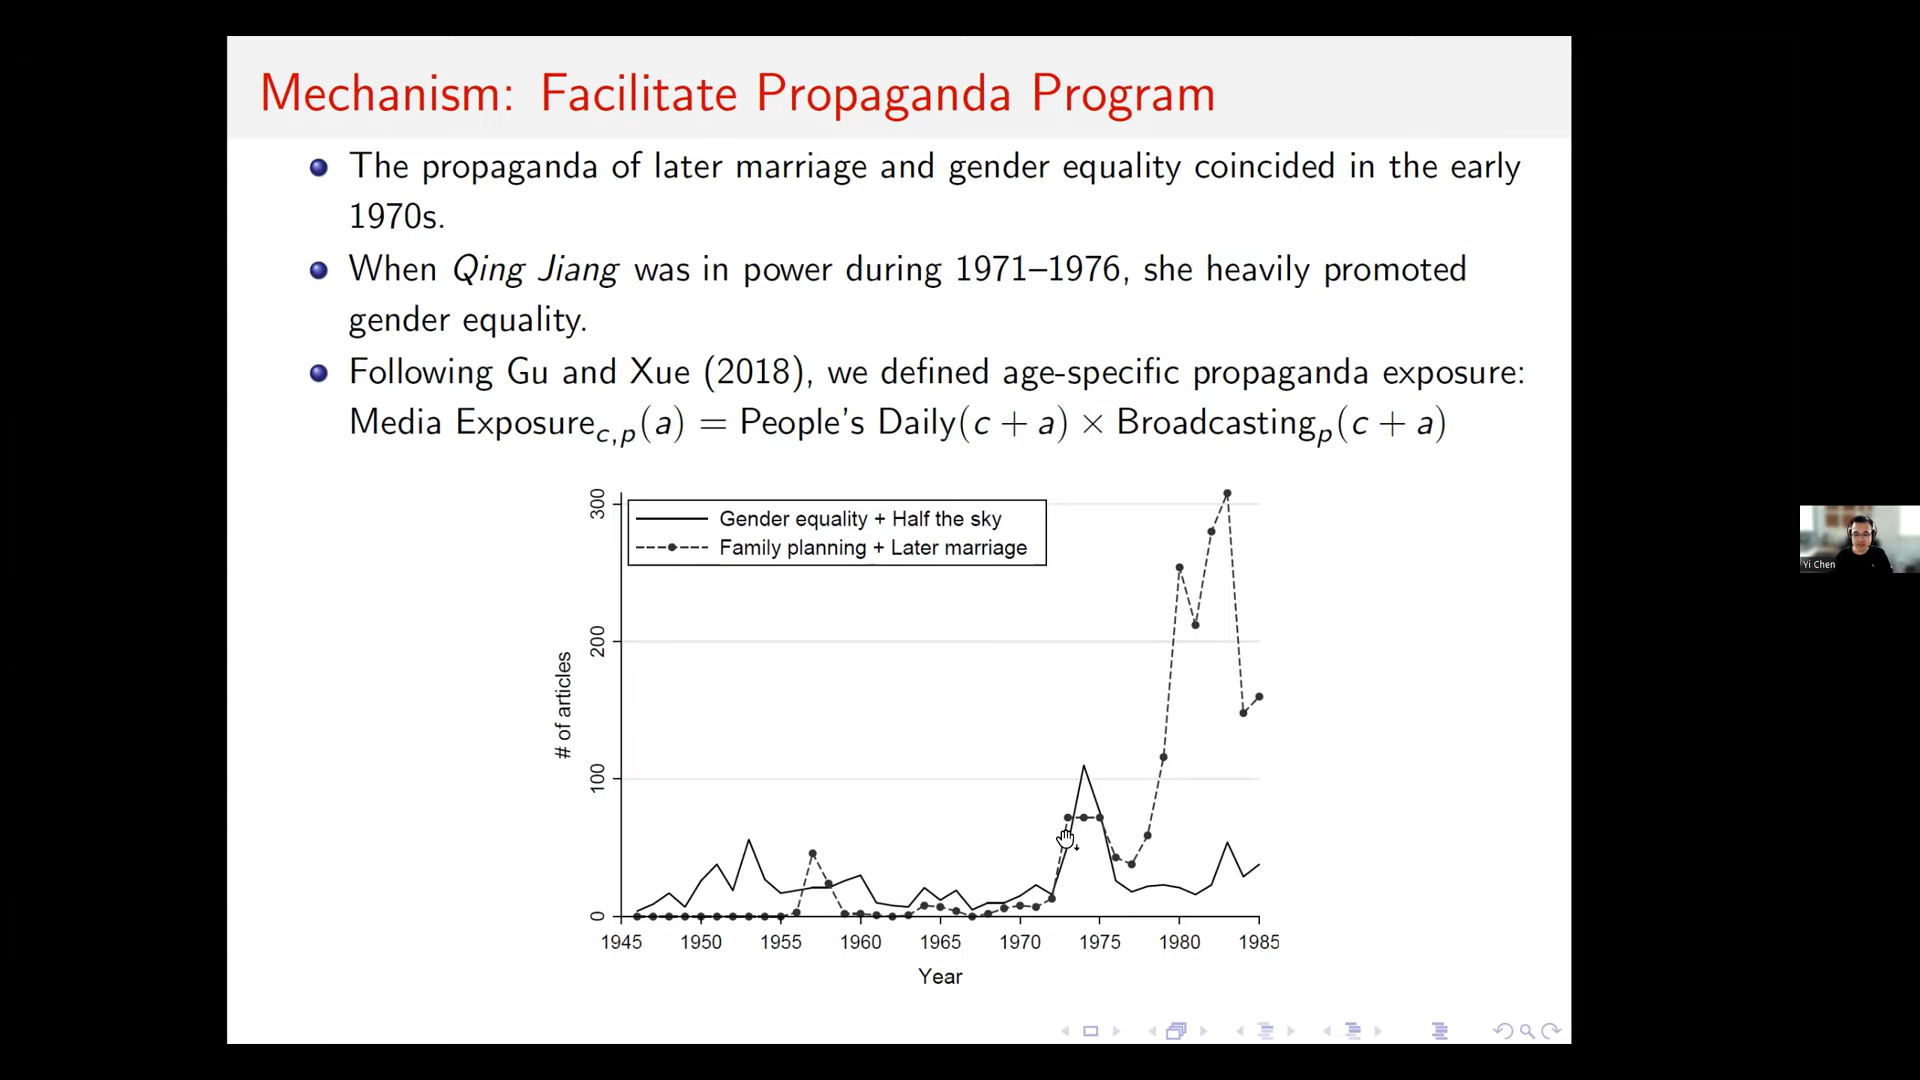 Mechanism: Facilitate Propaganda Program
The propaganda of later marriage and gender equality coincided in the early
1970s.
When Qing Jiang was in power during 1971–1976, she heavily promoted
gender equality.
Following Gu and Xue (2018), we defined age-specific propaganda exposure:
Media Exposure_{c,p}(a) = People's Daily(c + a) × Broadcasting_p(c + a)
Gender equality + Half the sky
Family planning + Later marriage
# of articles
300
200
100
0
1945 1950 1955 1960 1965 1970 1975 1980 1985
Year
Yi Chen